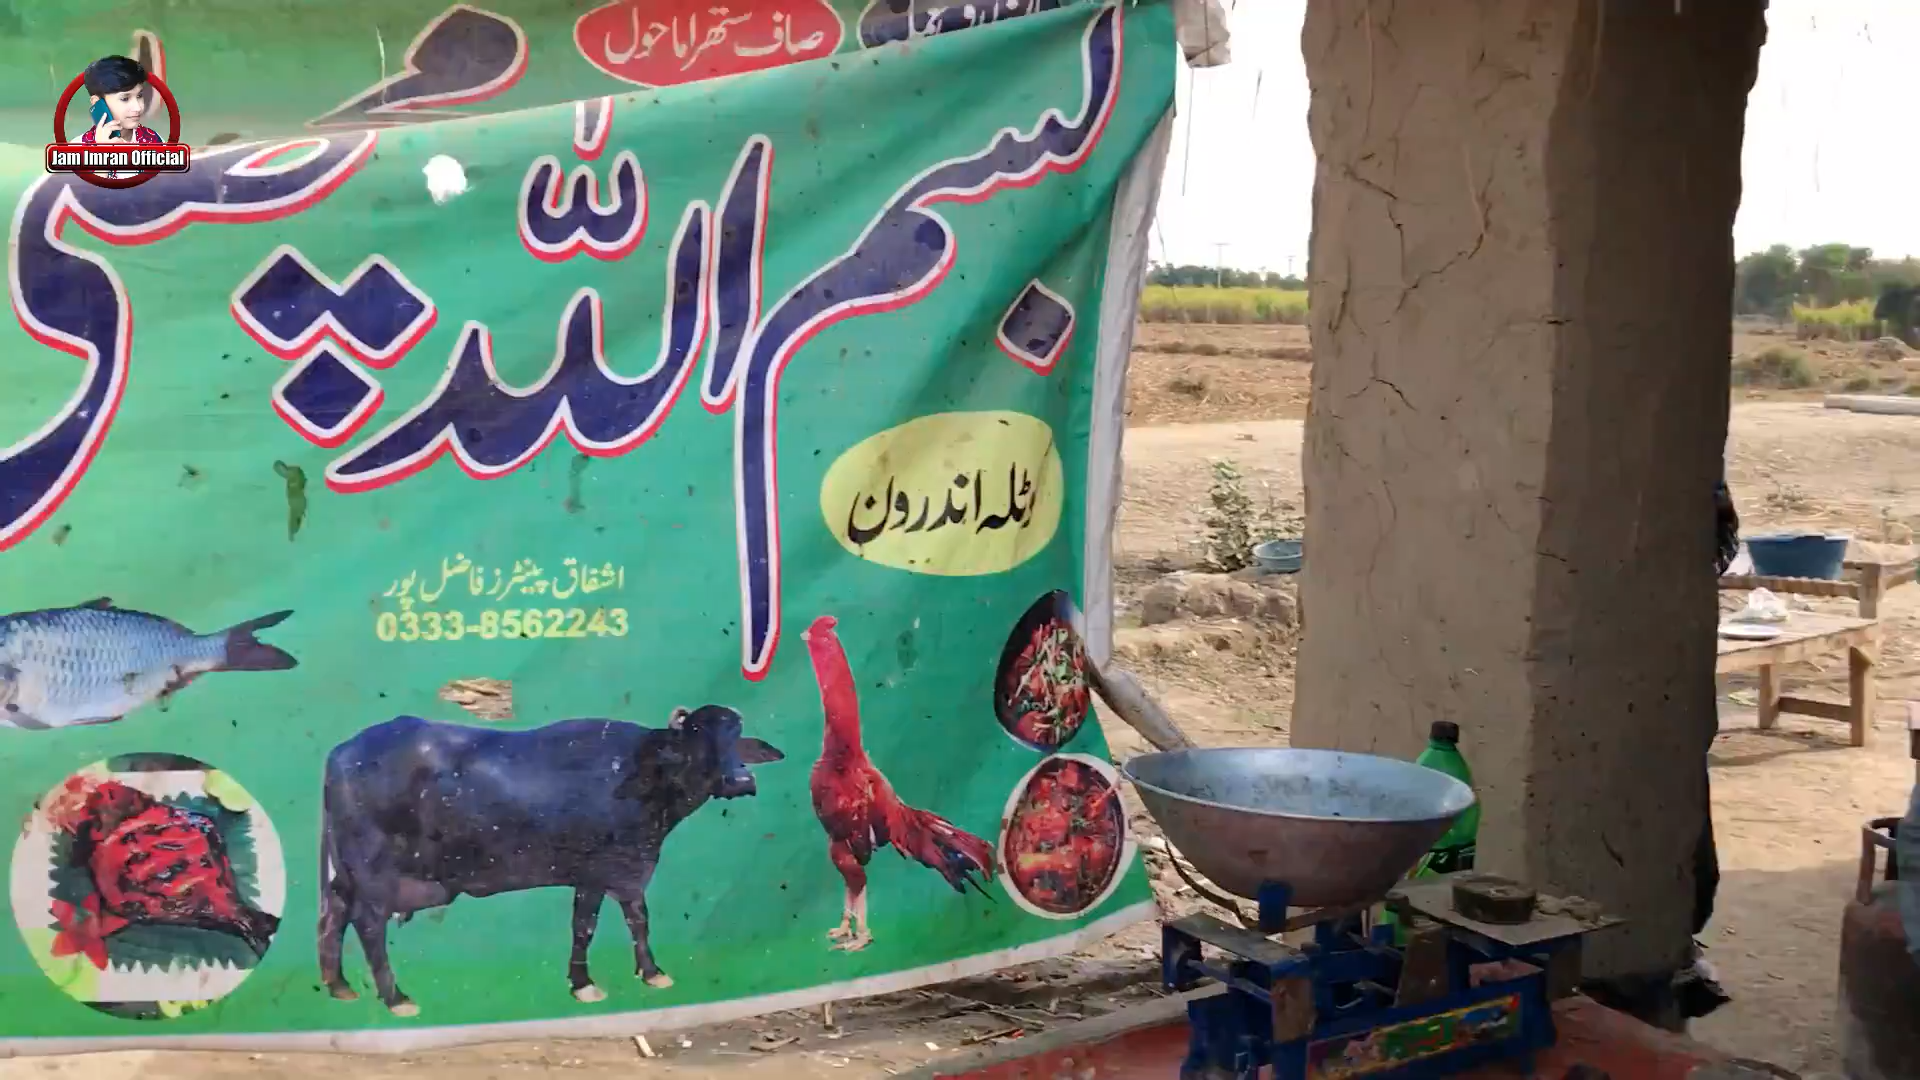 Jam Imran Official
صاف ستھرا ماحول
بسم اللہ
ٹلہ اندرون
اشفاق پینٹرز فاضل پور
0333-8562243